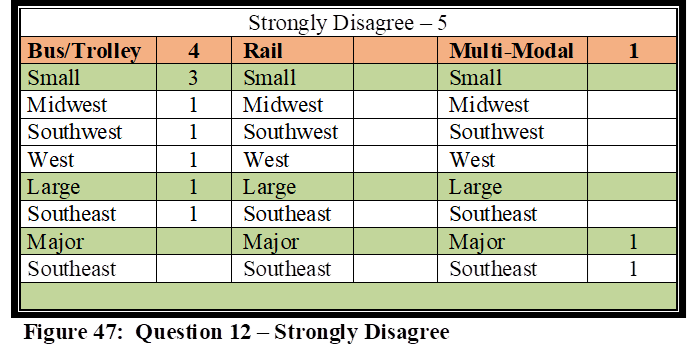 Strongly Disagree – 5
Bus/Trolley 4 Rail Multi-Modal 1
Small 3 Small Small
Midwest 1 Midwest Midwest
Southwest 1 Southwest Southwest
West 1 West West
Large 1 Large Large
Southeast 1 Southeast Southeast
Major Major Major 1
Southeast Southeast Southeast 1
Figure 47: Question 12 – Strongly Disagree